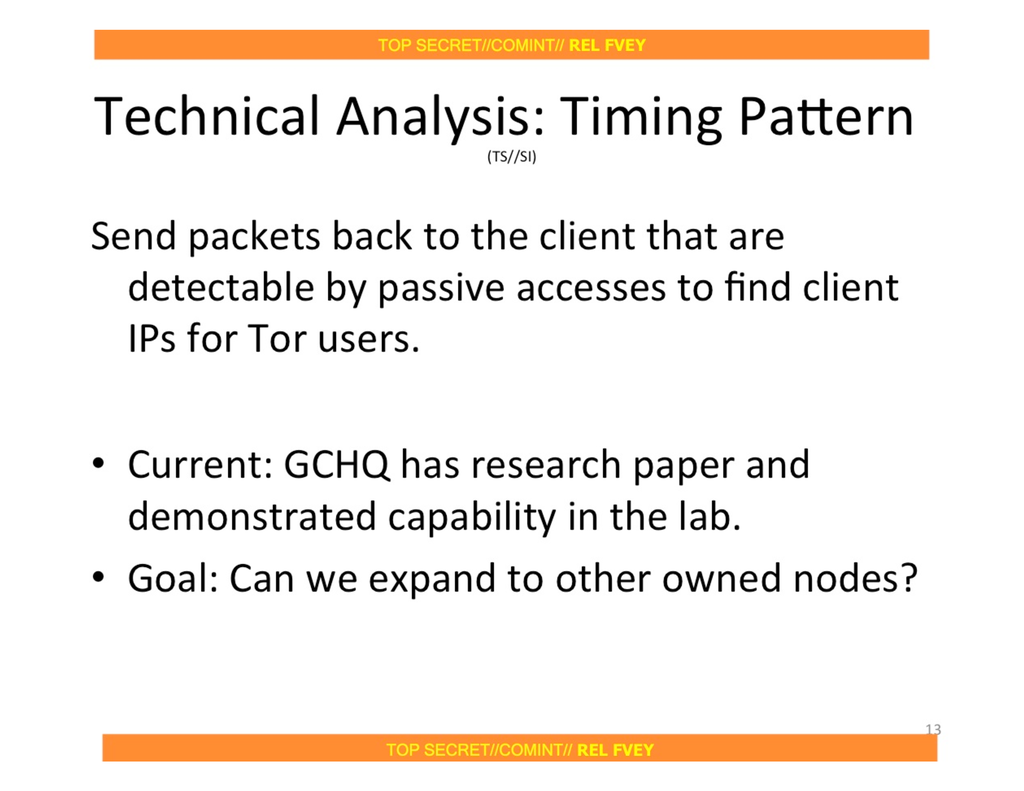 TOP SECRET//COMINT// REL FVEY
Technical Analysis: Timing Pattern
(TS//SI)
Send packets back to the client that are
detectable by passive accesses to find client
IPs for Tor users.
• Current: GCHQ has research paper and
demonstrated capability in the lab.
• Goal: Can we expand to other owned nodes?
13
TOP SECRET//COMINT// REL FVEY